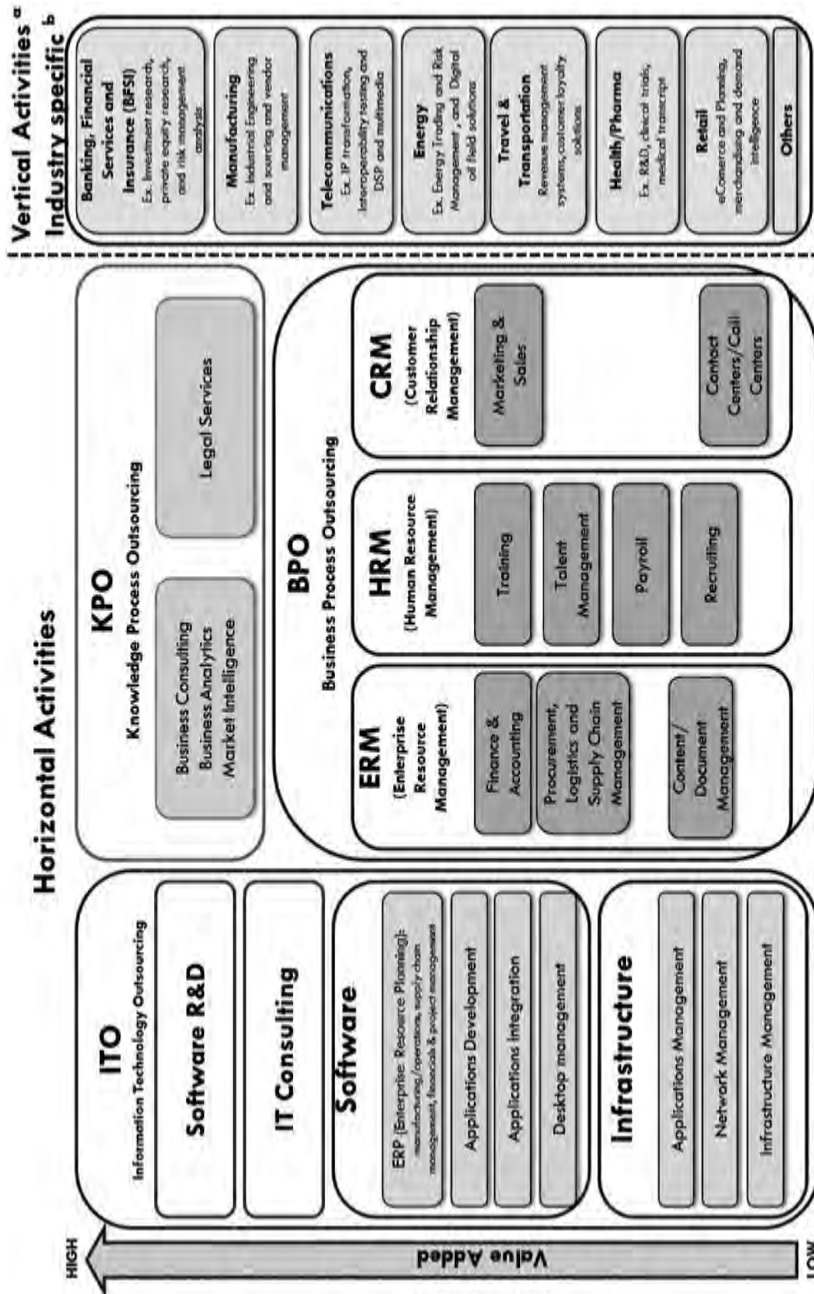 Horizontal Activities
Vertical Activities a
Industry specific b
HIGH
Value Added
LOW
ITO
Information Technology Outsourcing
Software R&D
IT Consulting
Software
ERP (Enterprise Resource Planning):
manufacturing/operations, supply chain
management, financials & project management
Applications Development
Applications Integration
Desktop management
Infrastructure
Applications Management
Network Management
Infrastructure Management
KPO
Knowledge Process Outsourcing
Business Consulting
Business Analytics
Market Intelligence
Legal Services
BPO
Business Process Outsourcing
ERM
(Enterprise
Resource
Management)
Finance &
Accounting
Procurement,
Logistics and
Supply Chain
Management
Content/
Document
Management
HRM
(Human Resource
Management)
Training
Talent
Management
Payroll
Recruiting
CRM
(Customer
Relationship
Management)
Marketing &
Sales
Contact
Centers/Call
Centers
Banking, Financial
Services and
Insurance (BFSI)
Ex. Investment research,
private equity research,
and risk management
analysis
Manufacturing
Ex. Industrial Engineering
and sourcing and vendor
management
Telecommunications
Ex. IP transformation,
Interoperability testing and
DSP and multimedia
Energy
Ex. Energy Trading and Risk
Management, and Digital
oil field solutions
Travel &
Transportation
Revenue management
systems, customer loyalty
solutions
Health/Pharma
Ex. R&D, clinical trials,
medical transcript
Retail
eCommerce and Planning,
merchandising and demand
intelligence
Others